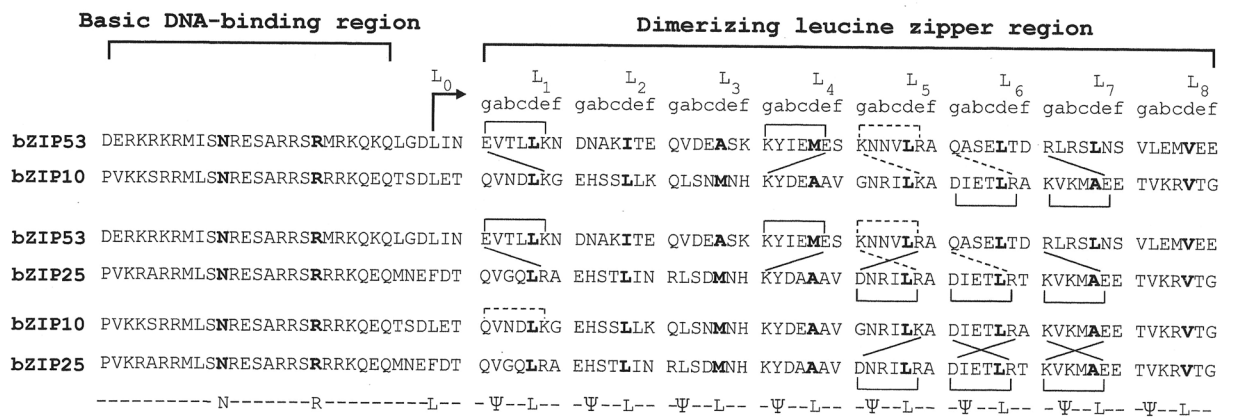 Basic DNA-binding region Dimerizing leucine zipper region
L0 L1 L2 L3 L4 L5 L6 L7 L8
gabcdef gabcdef gabcdef gabcdef gabcdef gabcdef gabcdef gabcdef
bZIP53 DERKRKRMISNRESARRSRMRKQKQLGDLIN EVTLLKN DNAKITE QVDEASK KYIEMES KNNVLRA QASELTD RLRSLNS VLEMVEE
bZIP10 PVKKSRRMLSNRESARRSRRRKQEQTSDLET QVNDLKG EHSSLLK QLSNMNH KYDEAAV GNRILKA DIETLRA KVKMAEE TVKRVTG
bZIP53 DERKRKRMISNRESARRSRMRKQKQLGDLIN EVTLLKN DNAKITE QVDEASK KYIEMES KNNVLRA QASELTD RLRSLNS VLEMVEE
bZIP25 PVKRARRMLSNRESARRSRRRKQEQMNEFDT QVGQLRA EHSTLIN RLSDMNH KYDAAAV DNRILRA DIETLRT KVKMAEE TVKRVTG
bZIP10 PVKKSRRMLSNRESARRSRRRKQEQTSDLET QVNDLKG EHSSLLK QLSNMNH KYDEAAV GNRILKA DIETLRA KVKMAEE TVKRVTG
bZIP25 PVKRARRMLSNRESARRSRRRKQEQMNEFDT QVGQLRA EHSTLIN RLSDMNH KYDAAAV DNRILRA DIETLRT KVKMAEE TVKRVTG
----------N-------R---------L-- -Ψ--L-- -Ψ--L-- -Ψ--L-- -Ψ--L-- -Ψ--L-- -Ψ--L-- -Ψ--L-- -Ψ--L--